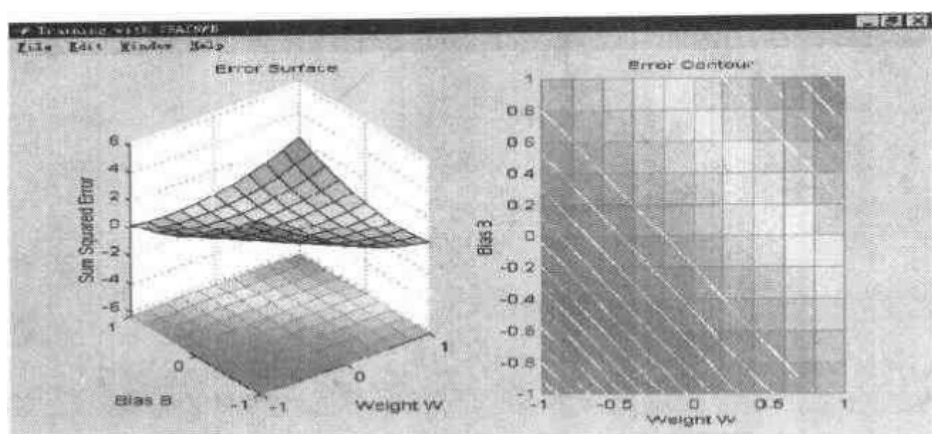 Training with
File Edit Window Help
Error Surface
6
4
2
0
-2
-4
-6
Sum Squared Error
1
0
-1
Bias B
-1
0
1
Weight W
Error Contour
1
0.8
0.6
0.4
0.2
0
-0.2
-0.4
-0.6
-0.8
-1
Bias B
-1 -0.5 0 0.5 1
Weight W